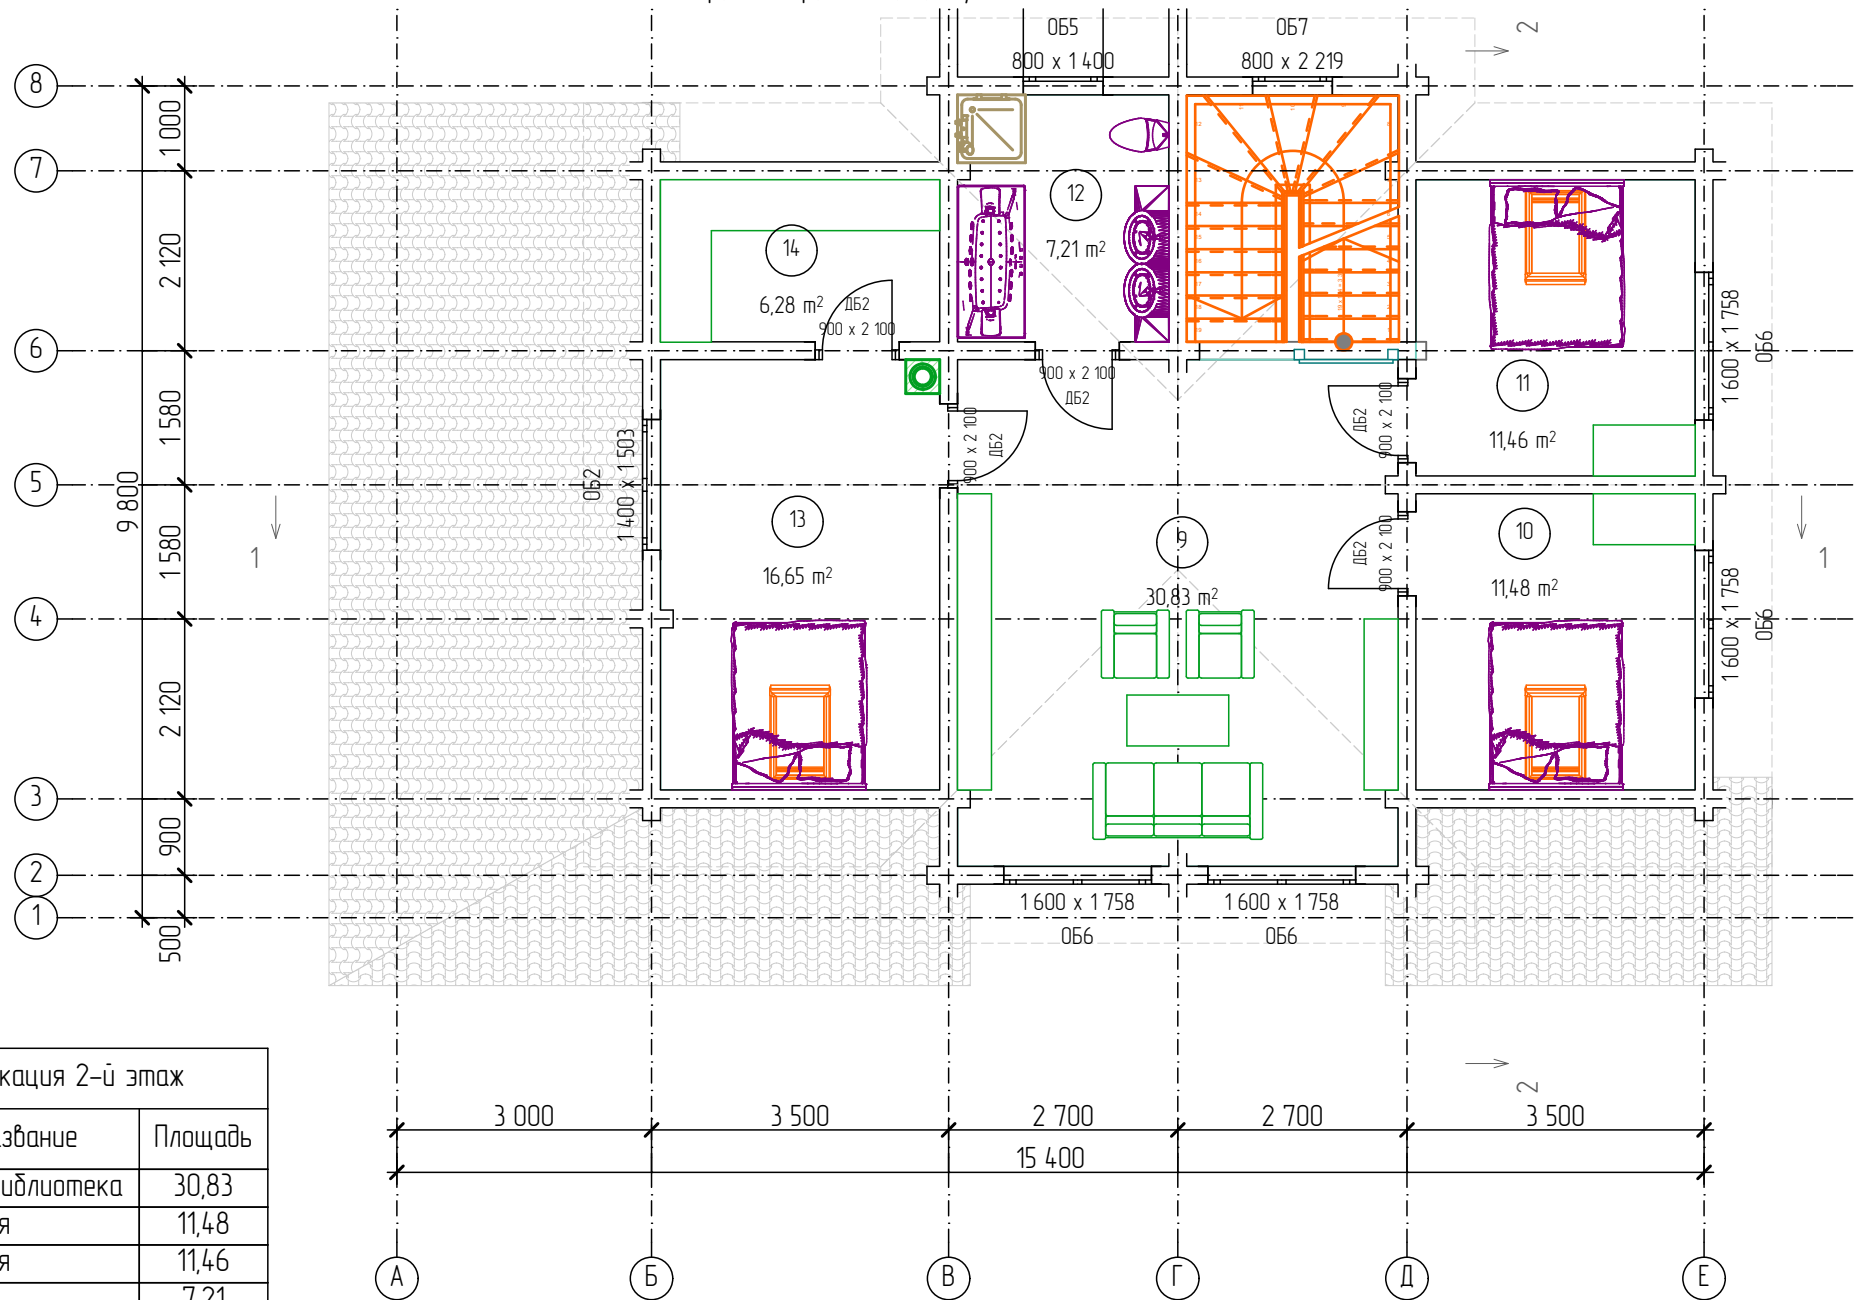 ОБ5
800 x 1 400
ОБ7
800 x 2 219
2
8
7
6
5
4
3
2
1
1 000
2 120
1 580
1 580
2 120
900
500
9 800
1
1
14
6,28 m²
ДБ2
900 x 2 100
12
7,21 m²
900 x 2 100
ДБ2
900 x 2 100
ДБ2
ДБ2
900 x 2 100
11
11,46 m²
1 600 x 1 758
ОБ6
ОБ2
1 400 x 1 503
13
16,65 m²
9
30,83 m²
ДБ2
900 x 2 100
10
11,48 m²
1 600 x 1 758
ОБ6
1 600 x 1 758
ОБ6
1 600 x 1 758
ОБ6
2
кация 2-й этаж
звание
Площадь
иблиотека
30,83
я
11,48
я
11,46
7,21
3 000
3 500
2 700
2 700
3 500
15 400
А
Б
В
Г
Д
Е